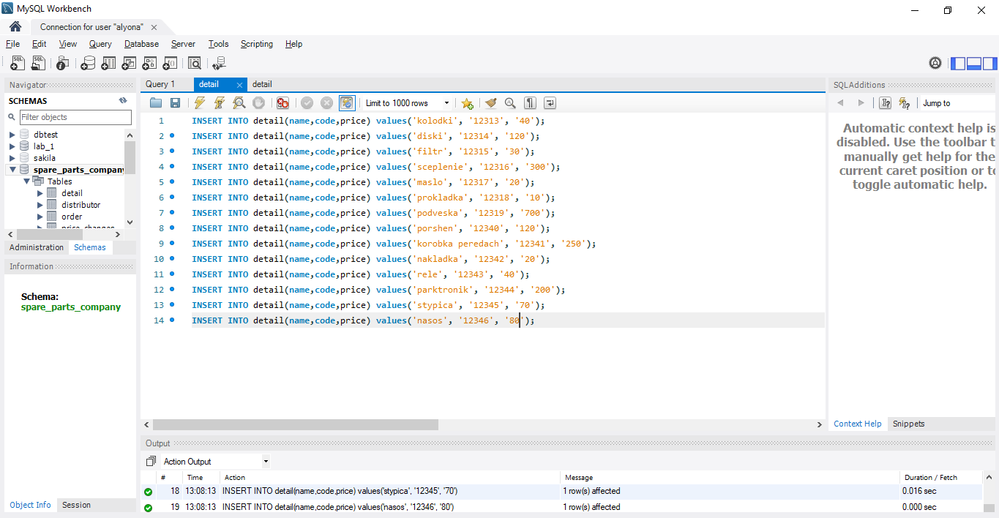 MySQL Workbench
Connection for user "alyona"
File Edit View Query Database Server Tools Scripting Help
Navigator
SCHEMAS
Filter objects
dbtest
lab_1
sakila
spare_parts_company
Tables
detail
distributor
order
price_changes
Administration Schemas
Information
Schema:
spare_parts_company
Object Info Session
Query 1 detail detail
Limit to 1000 rows
1 INSERT INTO detail(name,code,price) values('kolodki', '12313', '40');
2 INSERT INTO detail(name,code,price) values('diski', '12314', '120');
3 INSERT INTO detail(name,code,price) values('filtr', '12315', '30');
4 INSERT INTO detail(name,code,price) values('sceplenie', '12316', '300');
5 INSERT INTO detail(name,code,price) values('maslo', '12317', '20');
6 INSERT INTO detail(name,code,price) values('prokladka', '12318', '10');
7 INSERT INTO detail(name,code,price) values('podveska', '12319', '700');
8 INSERT INTO detail(name,code,price) values('porshen', '12340', '120');
9 INSERT INTO detail(name,code,price) values('korobka peredach', '12341', '250');
10 INSERT INTO detail(name,code,price) values('nakladka', '12342', '20');
11 INSERT INTO detail(name,code,price) values('rele', '12343', '40');
12 INSERT INTO detail(name,code,price) values('parktronik', '12344', '200');
13 INSERT INTO detail(name,code,price) values('stypica', '12345', '70');
14 INSERT INTO detail(name,code,price) values('nasos', '12346', '80');
SQLAdditions
Jump to
Automatic context help is
disabled. Use the toolbar t
manually get help for the
current caret position or to
toggle automatic help.
Context Help Snippets
Output
Action Output
# Time Action Message Duration / Fetch
18 13:08:13 INSERT INTO detail(name,code,price) values('stypica', '12345', '70') 1 row(s) affected 0.016 sec
19 13:08:13 INSERT INTO detail(name,code,price) values('nasos', '12346', '80') 1 row(s) affected 0.000 sec